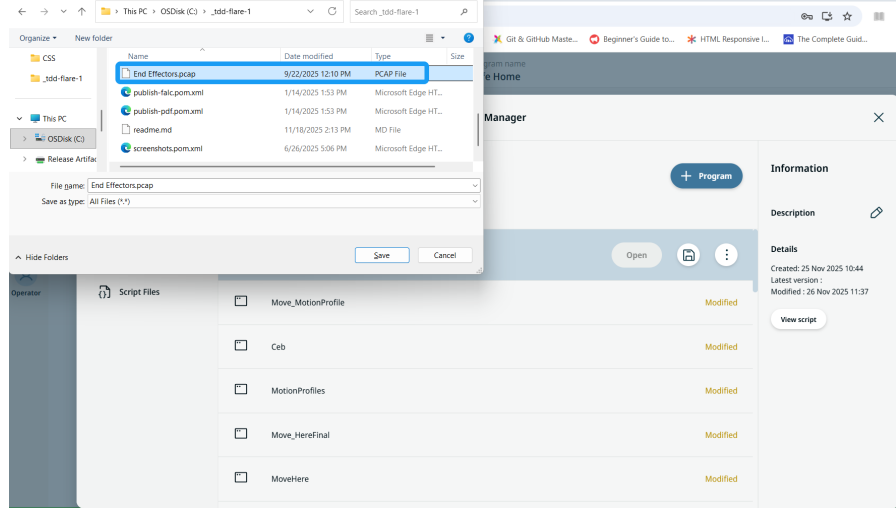 This PC > OSDisk (C:) > _tdd-flare-1
Search _tdd-flare-1
Organize
New folder
Name
Date modified
Type
Size
CSS
_tdd-flare-1
This PC
OSDisk (C:)
Release Artifac
End Effectors.pcap 9/22/2025 12:10 PM PCAP File
publish-falc.pom.xml 1/14/2025 1:53 PM Microsoft Edge HT...
publish-pdf.pom.xml 1/14/2025 1:53 PM Microsoft Edge HT...
readme.md 11/18/2025 2:13 PM MD File
screenshots.pom.xml 6/26/2025 5:06 PM Microsoft Edge HT...
File name: End Effectors.pcap
Save as type: All Files (*.*)
Hide Folders
Save
Cancel
Git & GitHub Maste...
Beginner's Guide to...
HTML Responsive I...
The Complete Guid...
gram name
e Home
Manager
+ Program
Open
Operator
Script Files
Move_MotionProfile Modified
Ceb Modified
MotionProfiles Modified
Move_HereFinal Modified
MoveHere Modified
Information
Description
Details
Created: 25 Nov 2025 10:44
Latest version :
Modified : 26 Nov 2025 11:37
View script